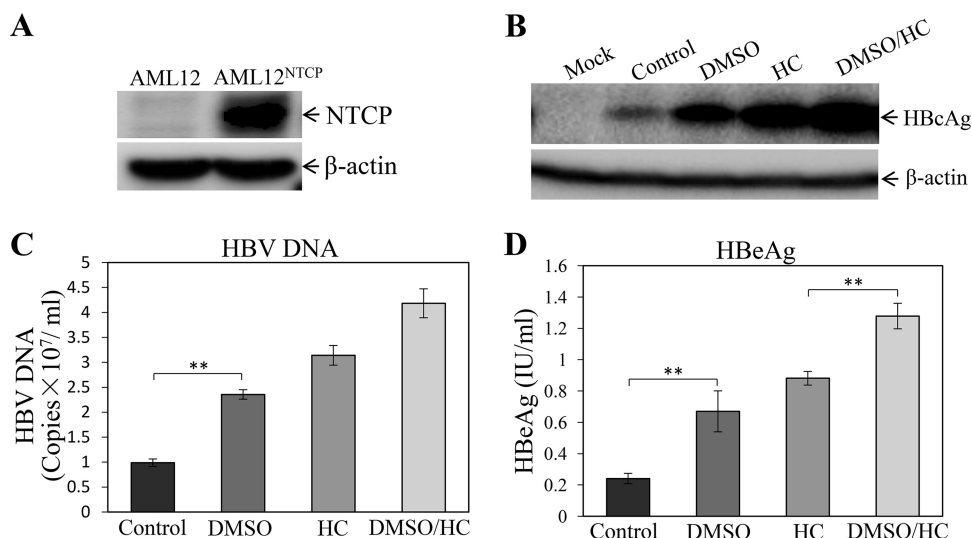 A
AML12 AML12ᴺᵀᶜᴾ
NTCP
β-actin
B
Mock Control DMSO HC DMSO/HC
HBcAg
β-actin
C
HBV DNA
HBV DNA
(Copies×10⁷/ ml)
5
4.5
4
3.5
3
2.5
2
1.5
1
0.5
0
**
Control DMSO HC DMSO/HC
D
HBeAg
HBeAg (IU/ml)
1.6
1.4
1.2
1
0.8
0.6
0.4
0.2
0
**
**
Control DMSO HC DMSO/HC